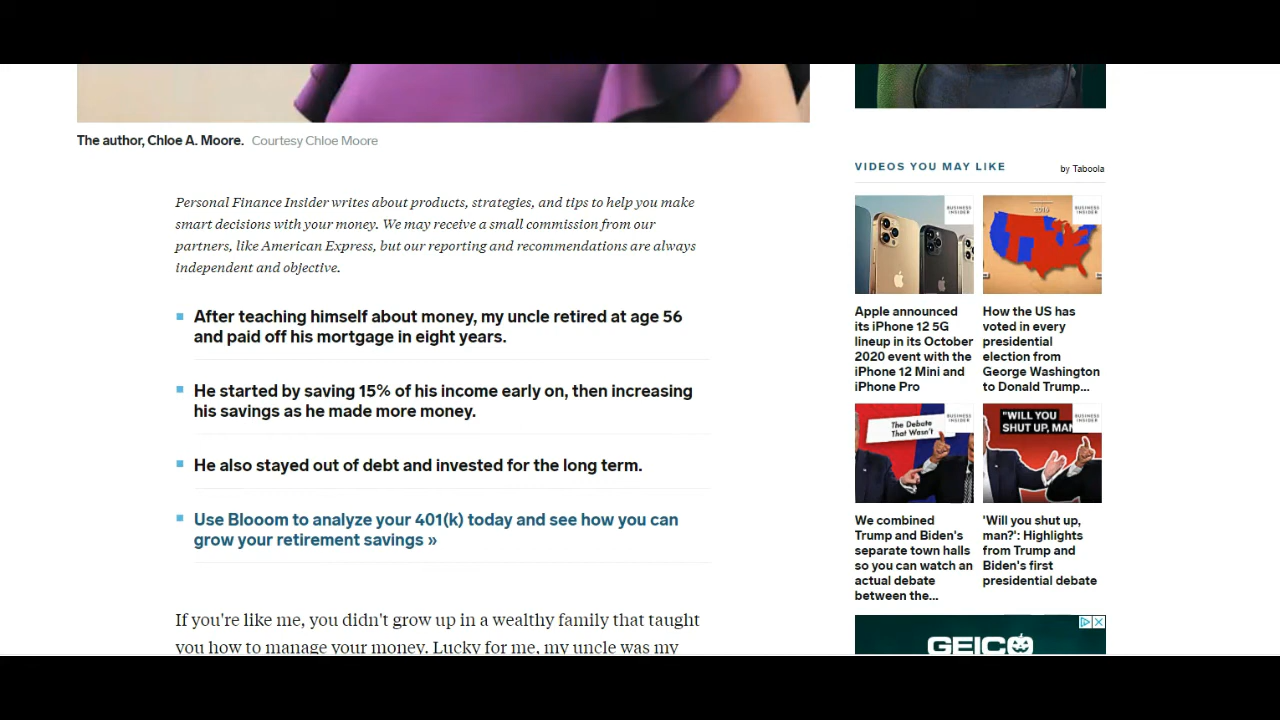 The author, Chloe A. Moore. Courtesy Chloe Moore
Personal Finance Insider writes about products, strategies, and tips to help you make
smart decisions with your money. We may receive a small commission from our
partners, like American Express, but our reporting and recommendations are always
independent and objective.
After teaching himself about money, my uncle retired at age 56
and paid off his mortgage in eight years.
He started by saving 15% of his income early on, then increasing
his savings as he made more money.
He also stayed out of debt and invested for the long term.
Use Blooom to analyze your 401(k) today and see how you can
grow your retirement savings »
If you're like me, you didn't grow up in a wealthy family that taught
you how to manage your money. Lucky for me, my uncle was my
VIDEOS YOU MAY LIKE
by Taboola
BUSINESS
INSIDER
Apple announced
its iPhone 12 5G
lineup in its October
2020 event with the
iPhone 12 Mini and
iPhone Pro
2016
BUSINESS
INSIDER
How the US has
voted in every
presidential
election from
George Washington
to Donald Trump...
The Debate
That Wasn't
BUSINESS
INSIDER
We combined
Trump and Biden's
separate town halls
so you can watch an
actual debate
between the...
"WILL YOU
SHUT UP, MAN
BUSINESS
INSIDER
'Will you shut up,
man?': Highlights
from Trump and
Biden's first
presidential debate
GEICO